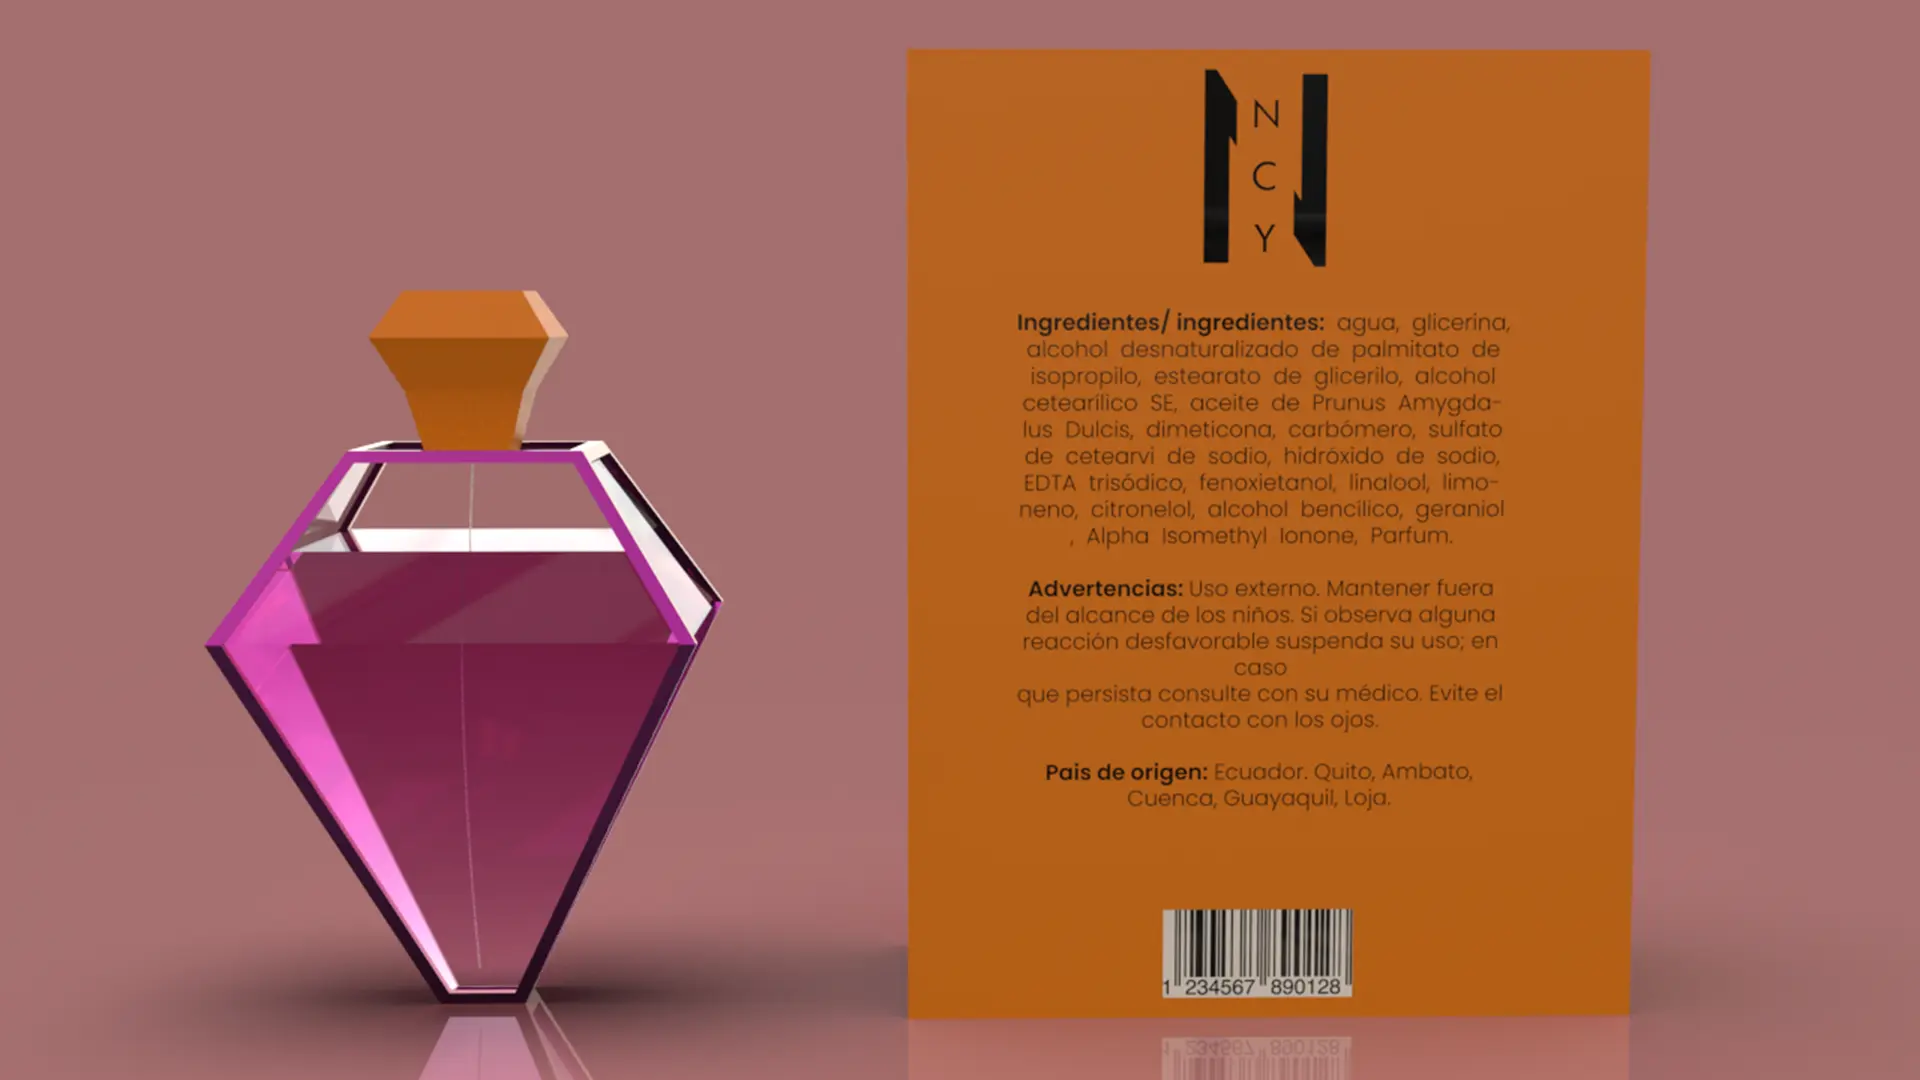 N
C
Y
Ingredientes/ ingredientes: agua, glicerina,
alcohol desnaturalizado de palmitato de
isopropilo, estearato de glicerilo, alcohol
cetearílico SE, aceite de Prunus Amygda-
lus Dulcis, dimeticona, carbómero, sulfato
de cetearvi de sodio, hidróxido de sodio,
EDTA trisódico, fenoxietanol, linalool, limo-
neno, citronelol, alcohol bencílico, geraniol
, Alpha Isomethyl Ionone, Parfum.
Advertencias: Uso externo. Mantener fuera
del alcance de los niños. Si observa alguna
reacción desfavorable suspenda su uso; en
caso
que persista consulte con su médico. Evite el
contacto con los ojos.
Pais de origen: Ecuador. Quito, Ambato,
Cuenca, Guayaquil, Loja.
1 234567 890128